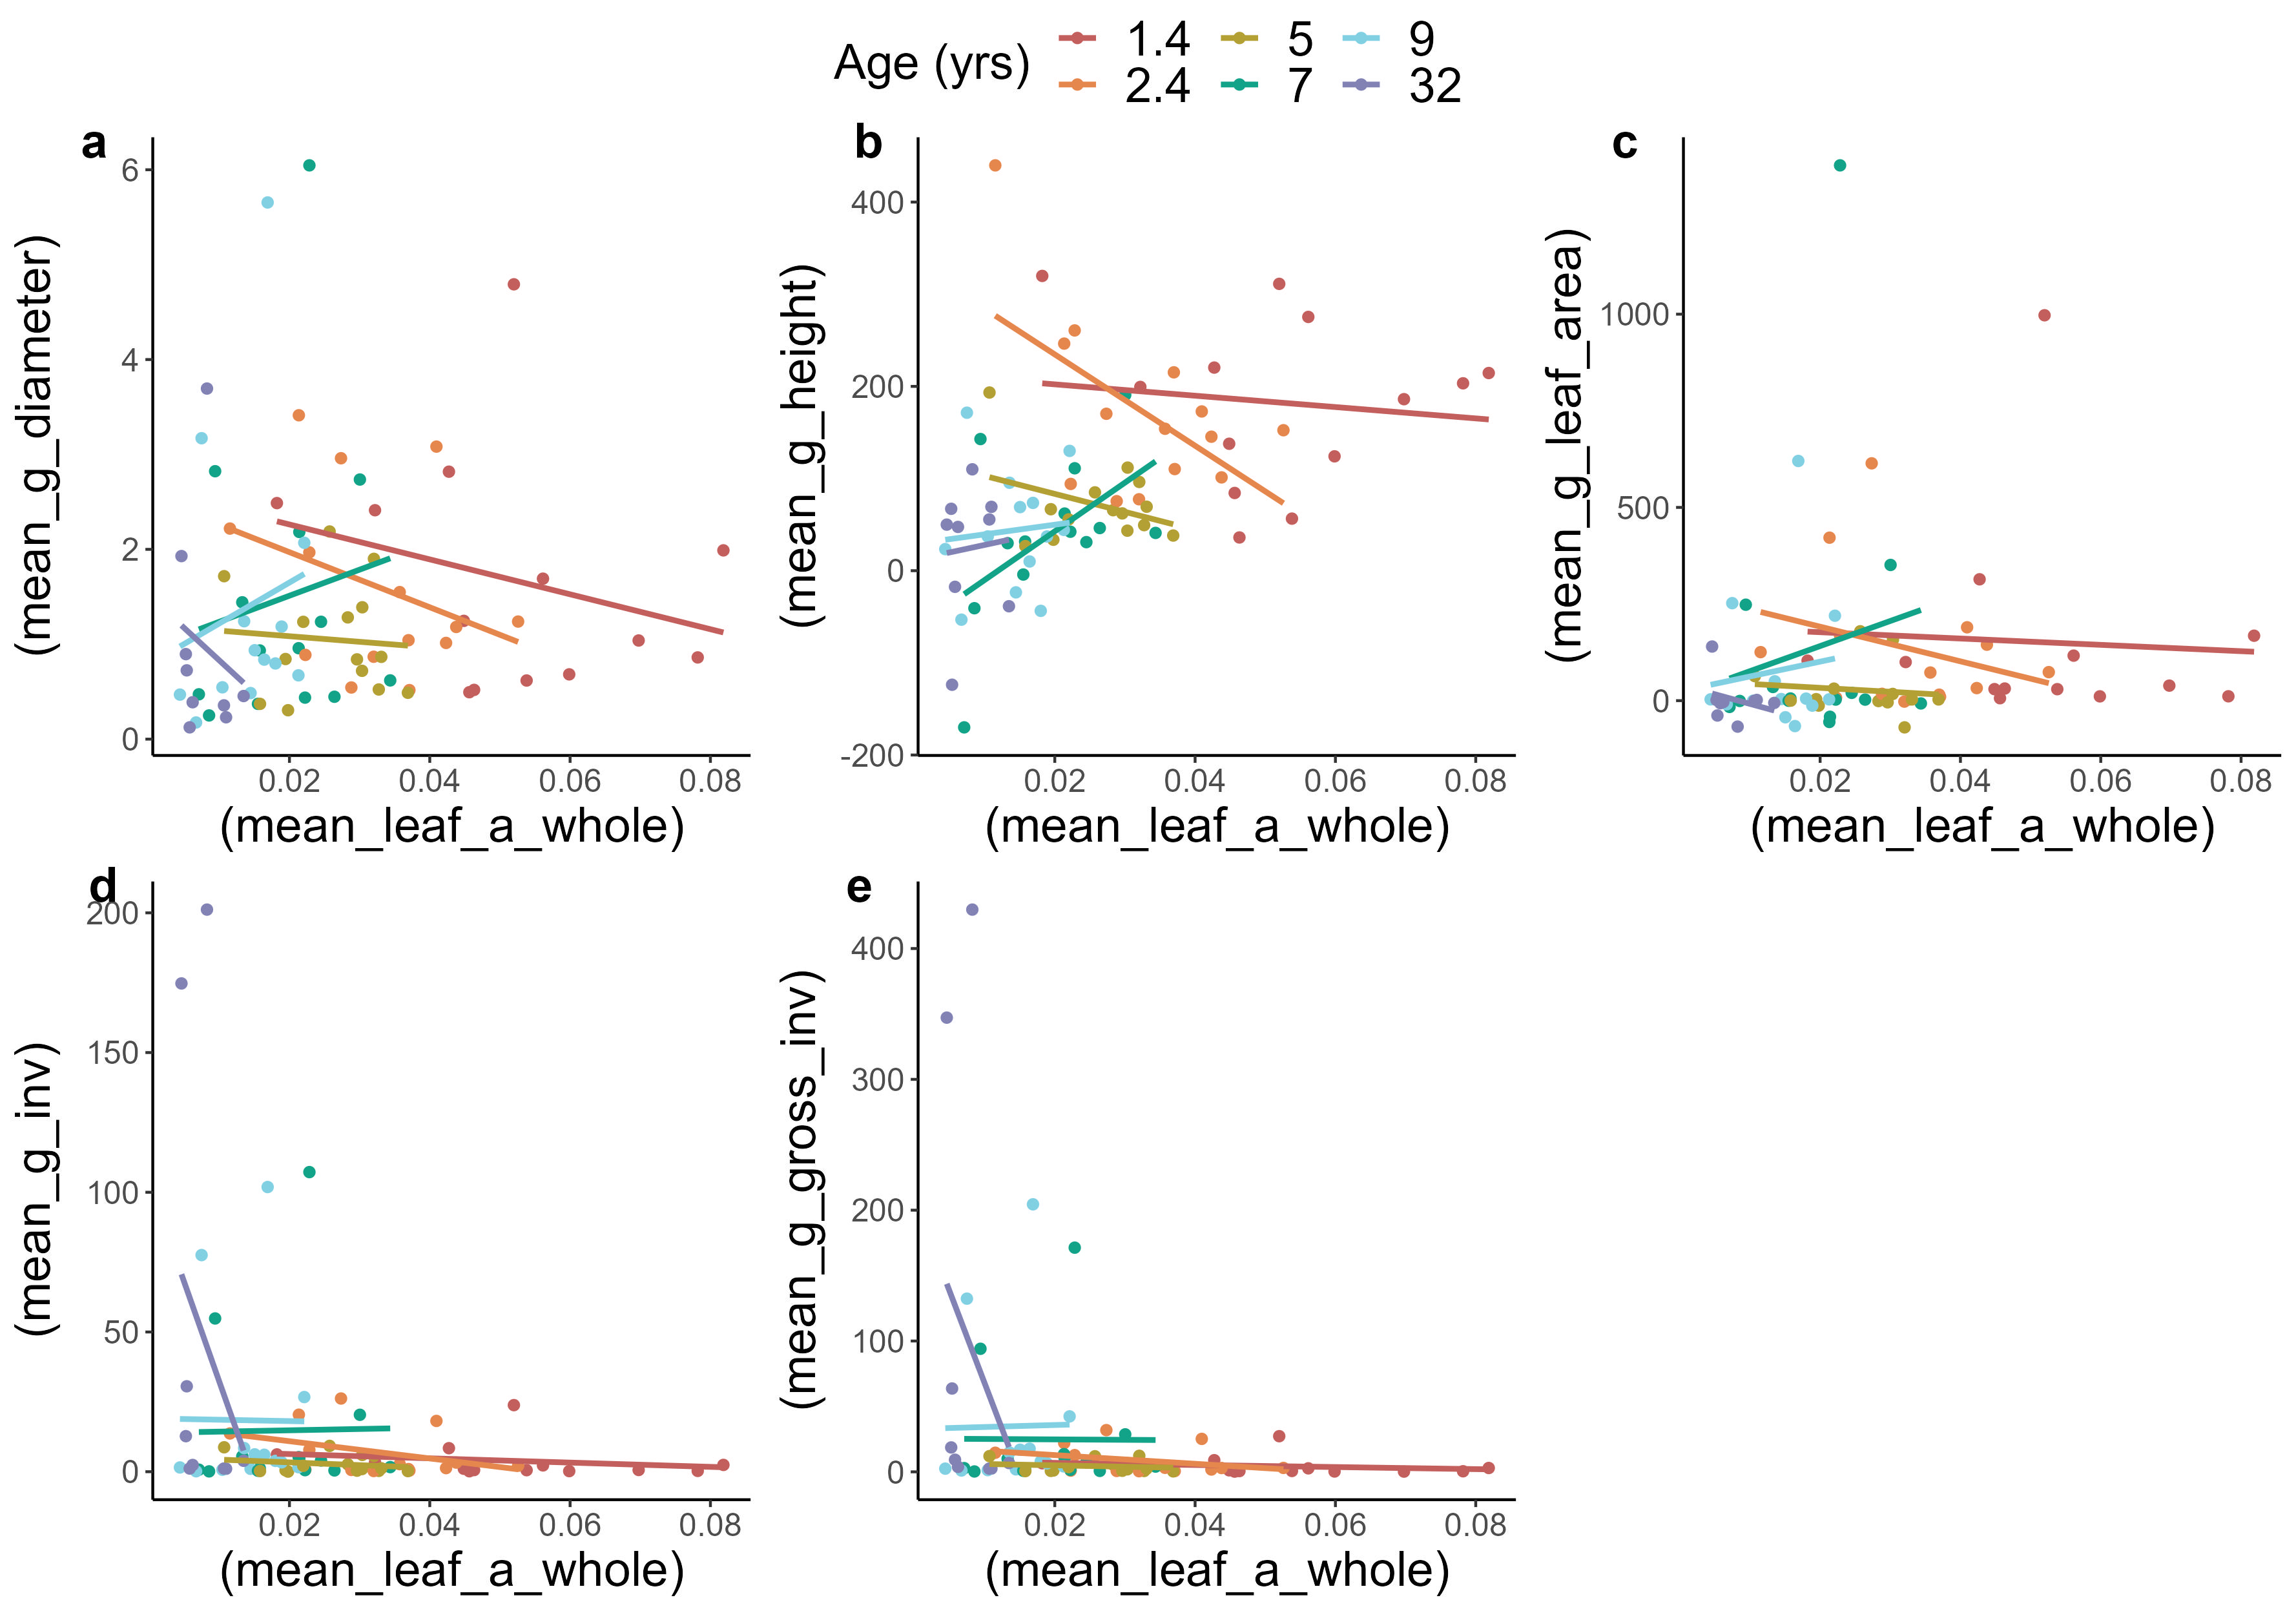 Age (yrs)
1.4 5 9
2.4 7 32
a
6
4
2
0
(mean_g_diameter)
0.02 0.04 0.06 0.08
(mean_leaf_a_whole)
b
400
200
0
-200
(mean_g_height)
0.02 0.04 0.06 0.08
(mean_leaf_a_whole)
c
1000
500
0
(mean_g_leaf_area)
0.02 0.04 0.06 0.08
(mean_leaf_a_whole)
d
200
150
100
50
0
(mean_g_inv)
0.02 0.04 0.06 0.08
(mean_leaf_a_whole)
e
400
300
200
100
0
(mean_g_gross_inv)
0.02 0.04 0.06 0.08
(mean_leaf_a_whole)